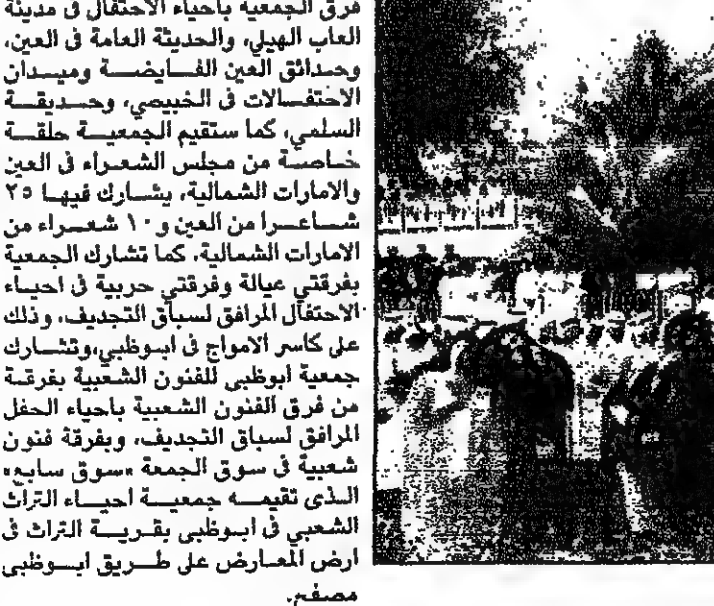 فرق الجمعية باحياء الاحتفال في مدينة
العاب الهيلي، والحديثة العامة في العين،
وحدائق العين الفايضة وميدان
الاحتفالات في الخبيصي، وحديقة
السلمي، كما ستقيم الجمعية حلقة
خاصة من مجلس الشعراء في العين
والامارات الشمالية، يشارك فيها ٢٥
شاعرا من العين و١٠ شعراء من
الامارات الشمالية، كما تشارك الجمعية
بفرقتي عيالة وفرقتي حربية في احياء
الاحتفال المرافق لسباق التجديف، وذلك
على كاسر الامواج في ابوظبي، وتشارك
جمعية ابوظبي للفنون الشعبية بفرقة
من فرق الفنون الشعبية باحياء الحفل
المرافق لسباق التجديف، وبفرقة فنون
شعبية في سوق الجمعة «سوق سابع»
الذي تقيمه جمعية احياء التراث
الشعبي في ابوظبي بقرية التراث في
ارض المعارض على طريق ابوظبي
مصفح.